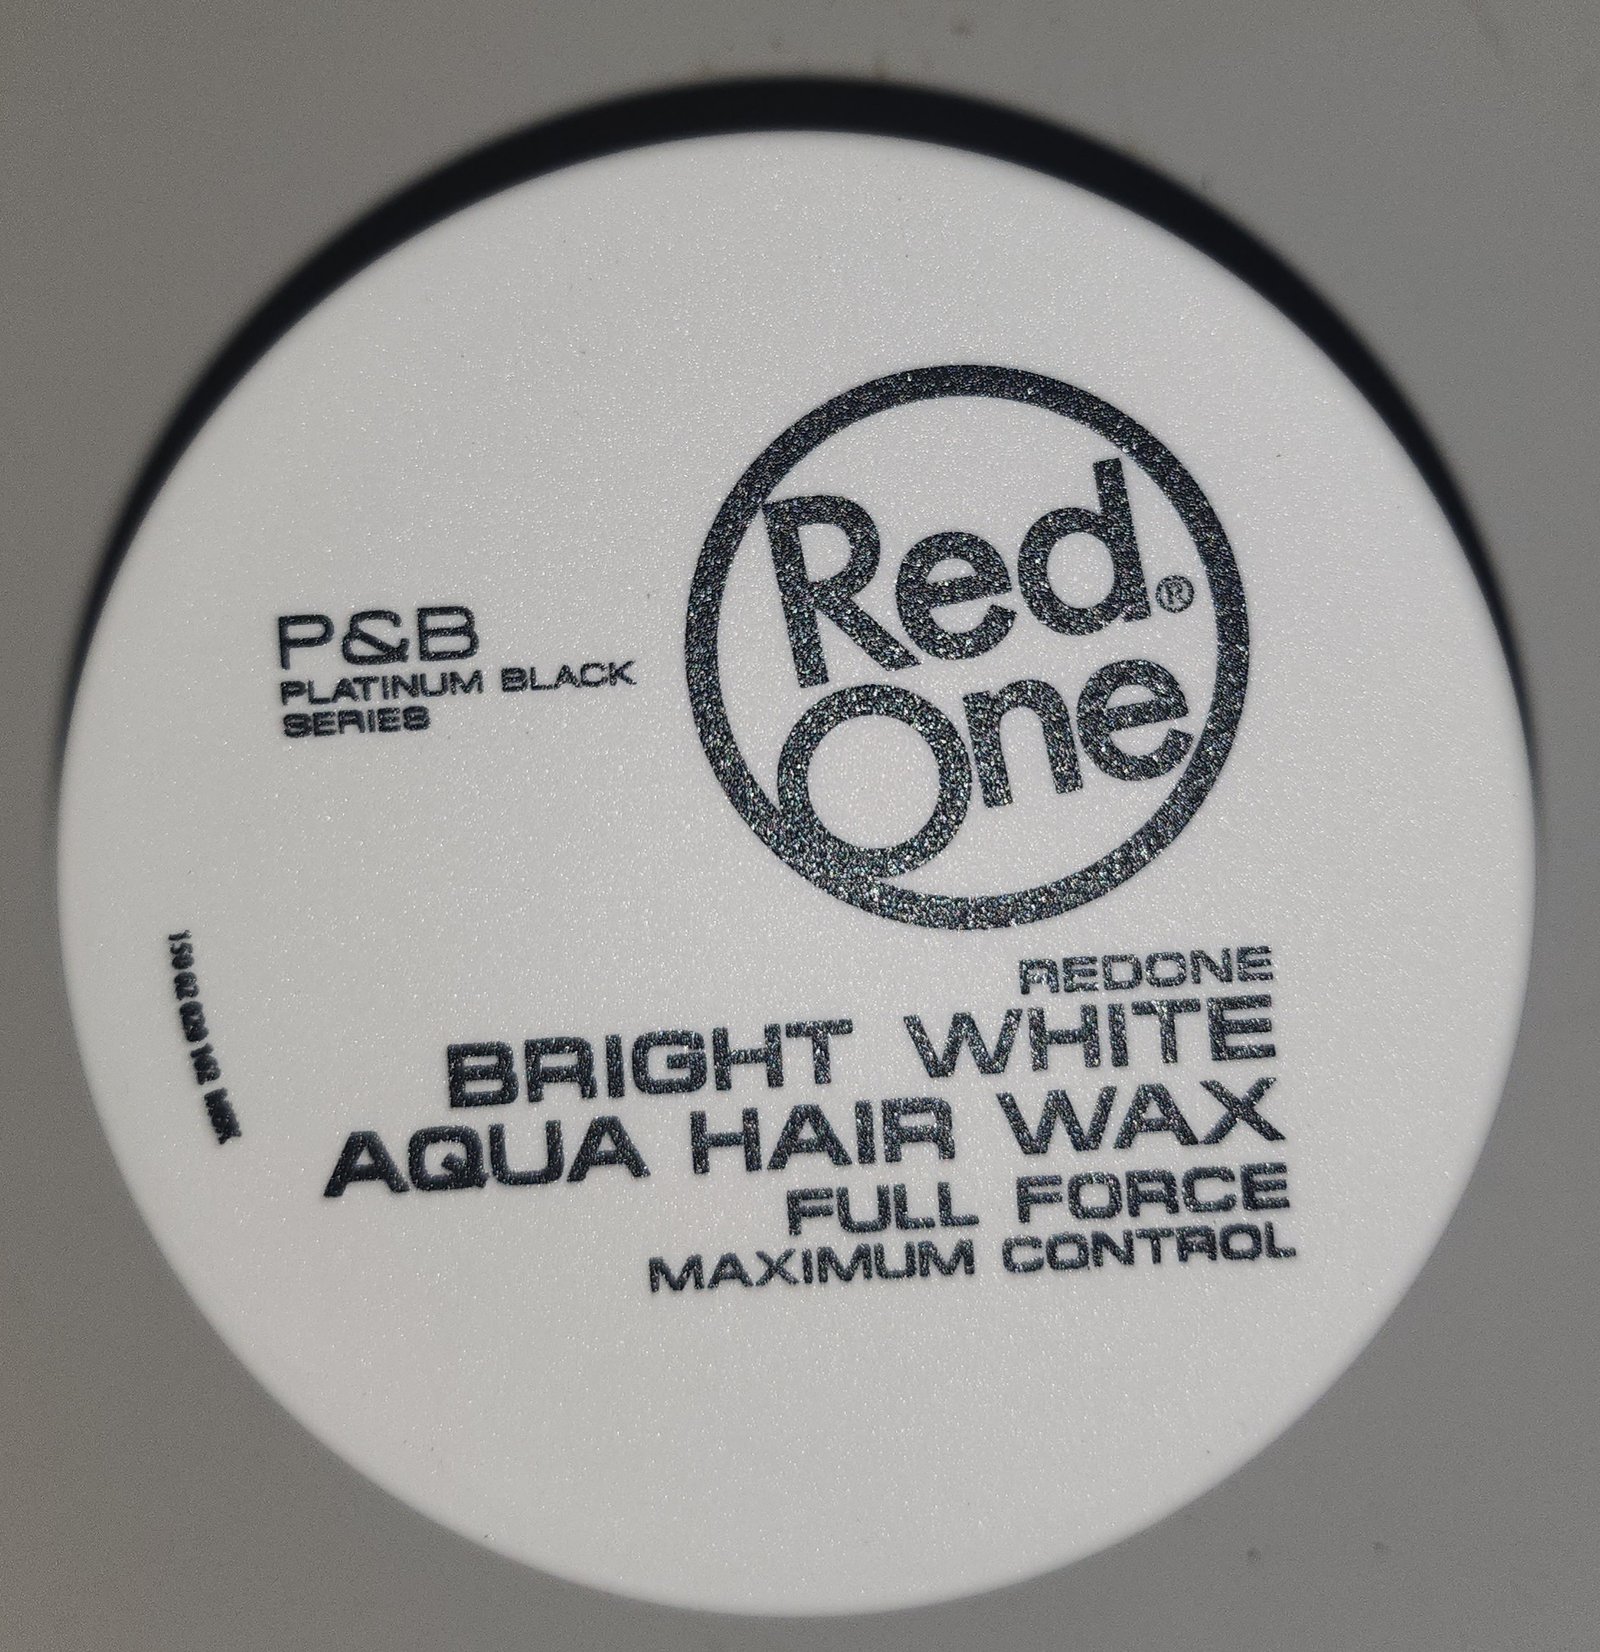 Red®
One
P&B
PLATINUM BLACK
SERIES
REDONE
BRIGHT WHITE
AQUA HAIR WAX
FULL FORCE
MAXIMUM CONTROL